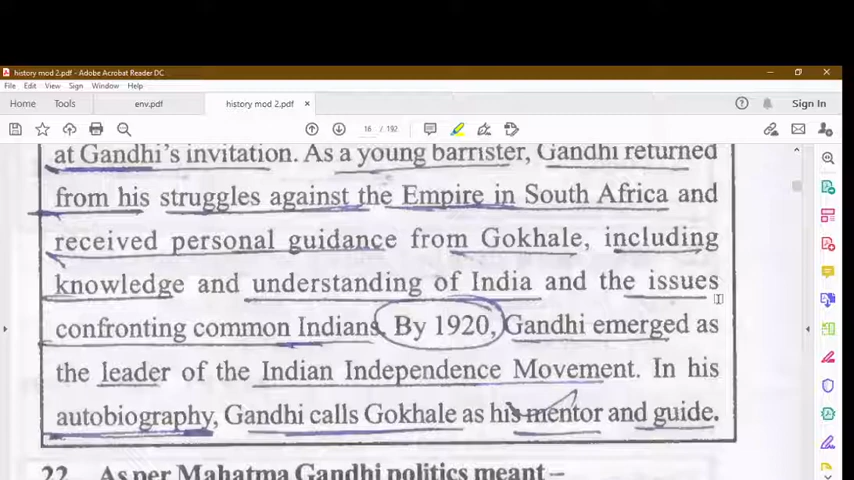 history mod 2.pdf - Adobe Acrobat Reader DC
File Edit View Sign Window Help
Home Tools env.pdf history mod 2.pdf × Sign In
16 / 192
at Gandhi's invitation. As a young barrister, Gandhi returned
from his struggles against the Empire in South Africa and
received personal guidance from Gokhale, including
knowledge and understanding of India and the issues
confronting common Indians. By 1920, Gandhi emerged as
the leader of the Indian Independence Movement. In his
autobiography, Gandhi calls Gokhale as his mentor and guide.
22. As per Mahatma Gandhi politics meant –